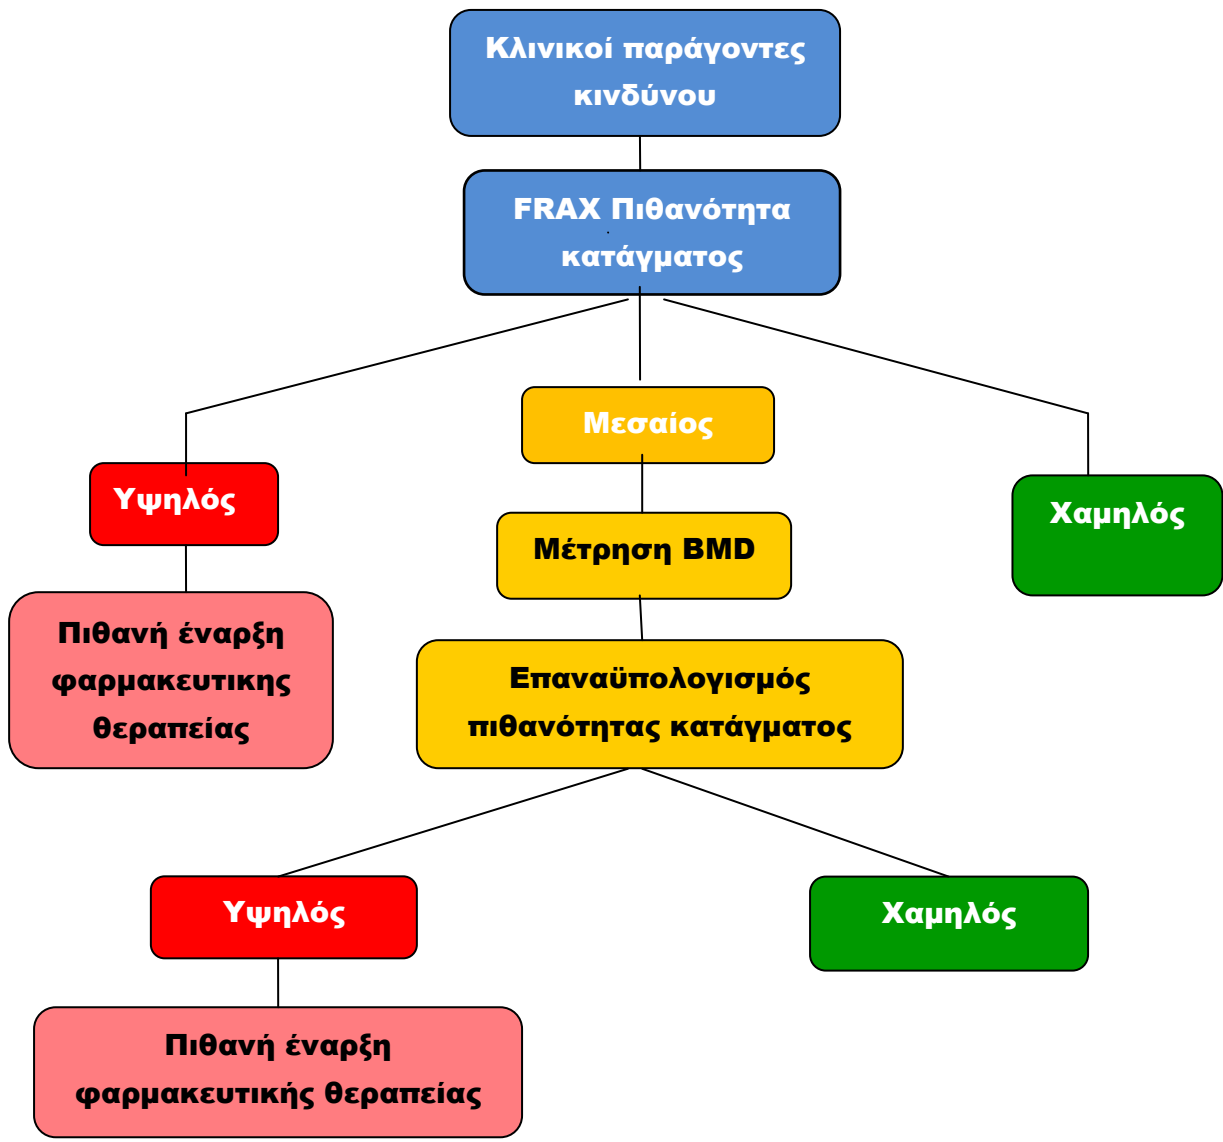 Κλινικοί παράγοντες
κινδύνου
FRAX Πιθανότητα
κατάγματος
Μεσαίος
Υψηλός
Χαμηλός
Μέτρηση BMD
Πιθανή έναρξη
φαρμακευτικης
θεραπείας
Επαναϋπολογισμός
πιθανότητας κατάγματος
Υψηλός
Χαμηλός
Πιθανή έναρξη
φαρμακευτικής θεραπείας